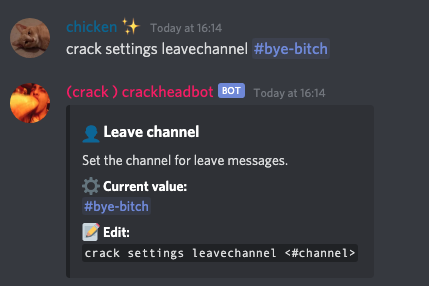 chicken ✨ Today at 16:14
crack settings leavechannel #bye-bitch
(crack ) crackheadbot BOT Today at 16:14
Leave channel
Set the channel for leave messages.
Current value:
#bye-bitch
Edit:
crack settings leavechannel <#channel>